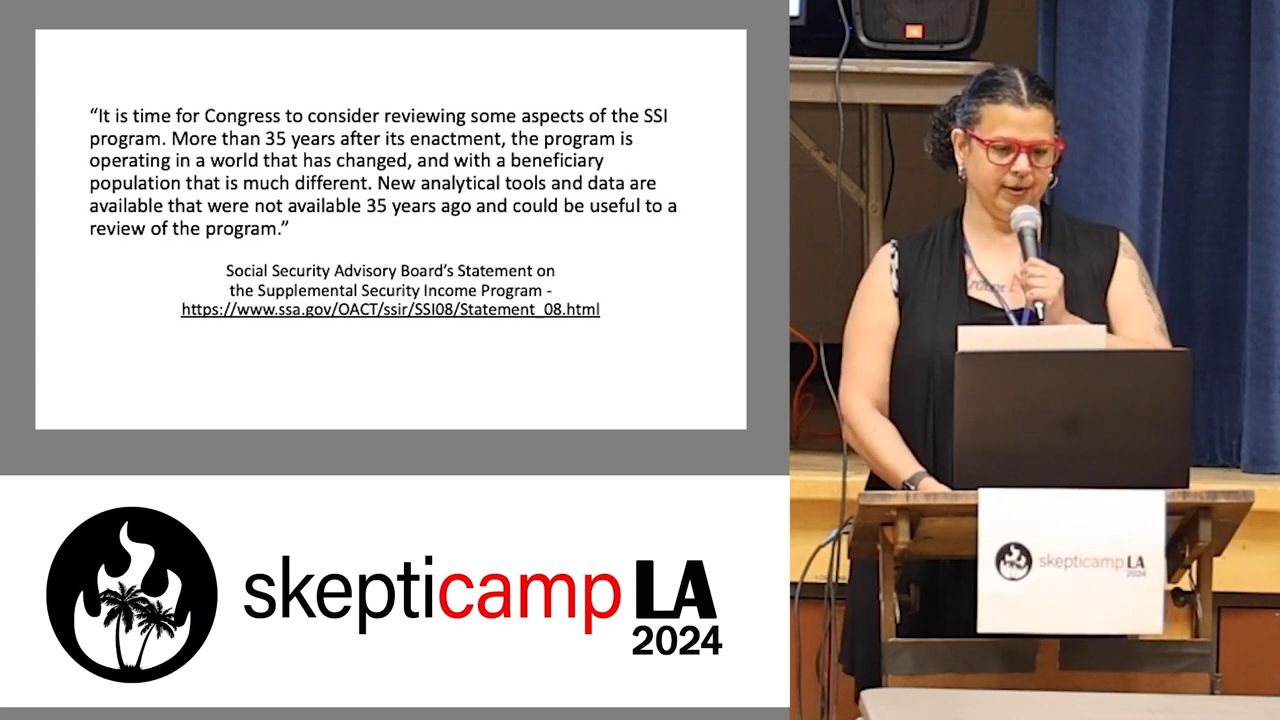 “It is time for Congress to consider reviewing some aspects of the SSI
program. More than 35 years after its enactment, the program is
operating in a world that has changed, and with a beneficiary
population that is much different. New analytical tools and data are
available that were not available 35 years ago and could be useful to a
review of the program.”
Social Security Advisory Board’s Statement on
the Supplemental Security Income Program -
https://www.ssa.gov/OACT/ssir/SSI08/Statement_08.html
skepticamp LA
2024
JBL
skepticamp LA
2024